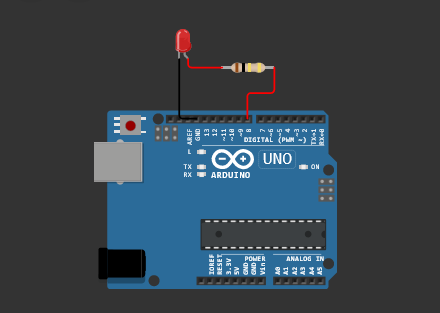 AREF
GND
13
12
~11
~10
~9
8
7
~6
~5
4
~3
2
TX→1
RX←0
DIGITAL (PWM ~)
L
UNO
TX
RX
ON
ARDUINO
IOREF
RESET
3.3V
5V
GND
GND
Vin
POWER
A0
A1
A2
A3
A4
A5
ANALOG IN